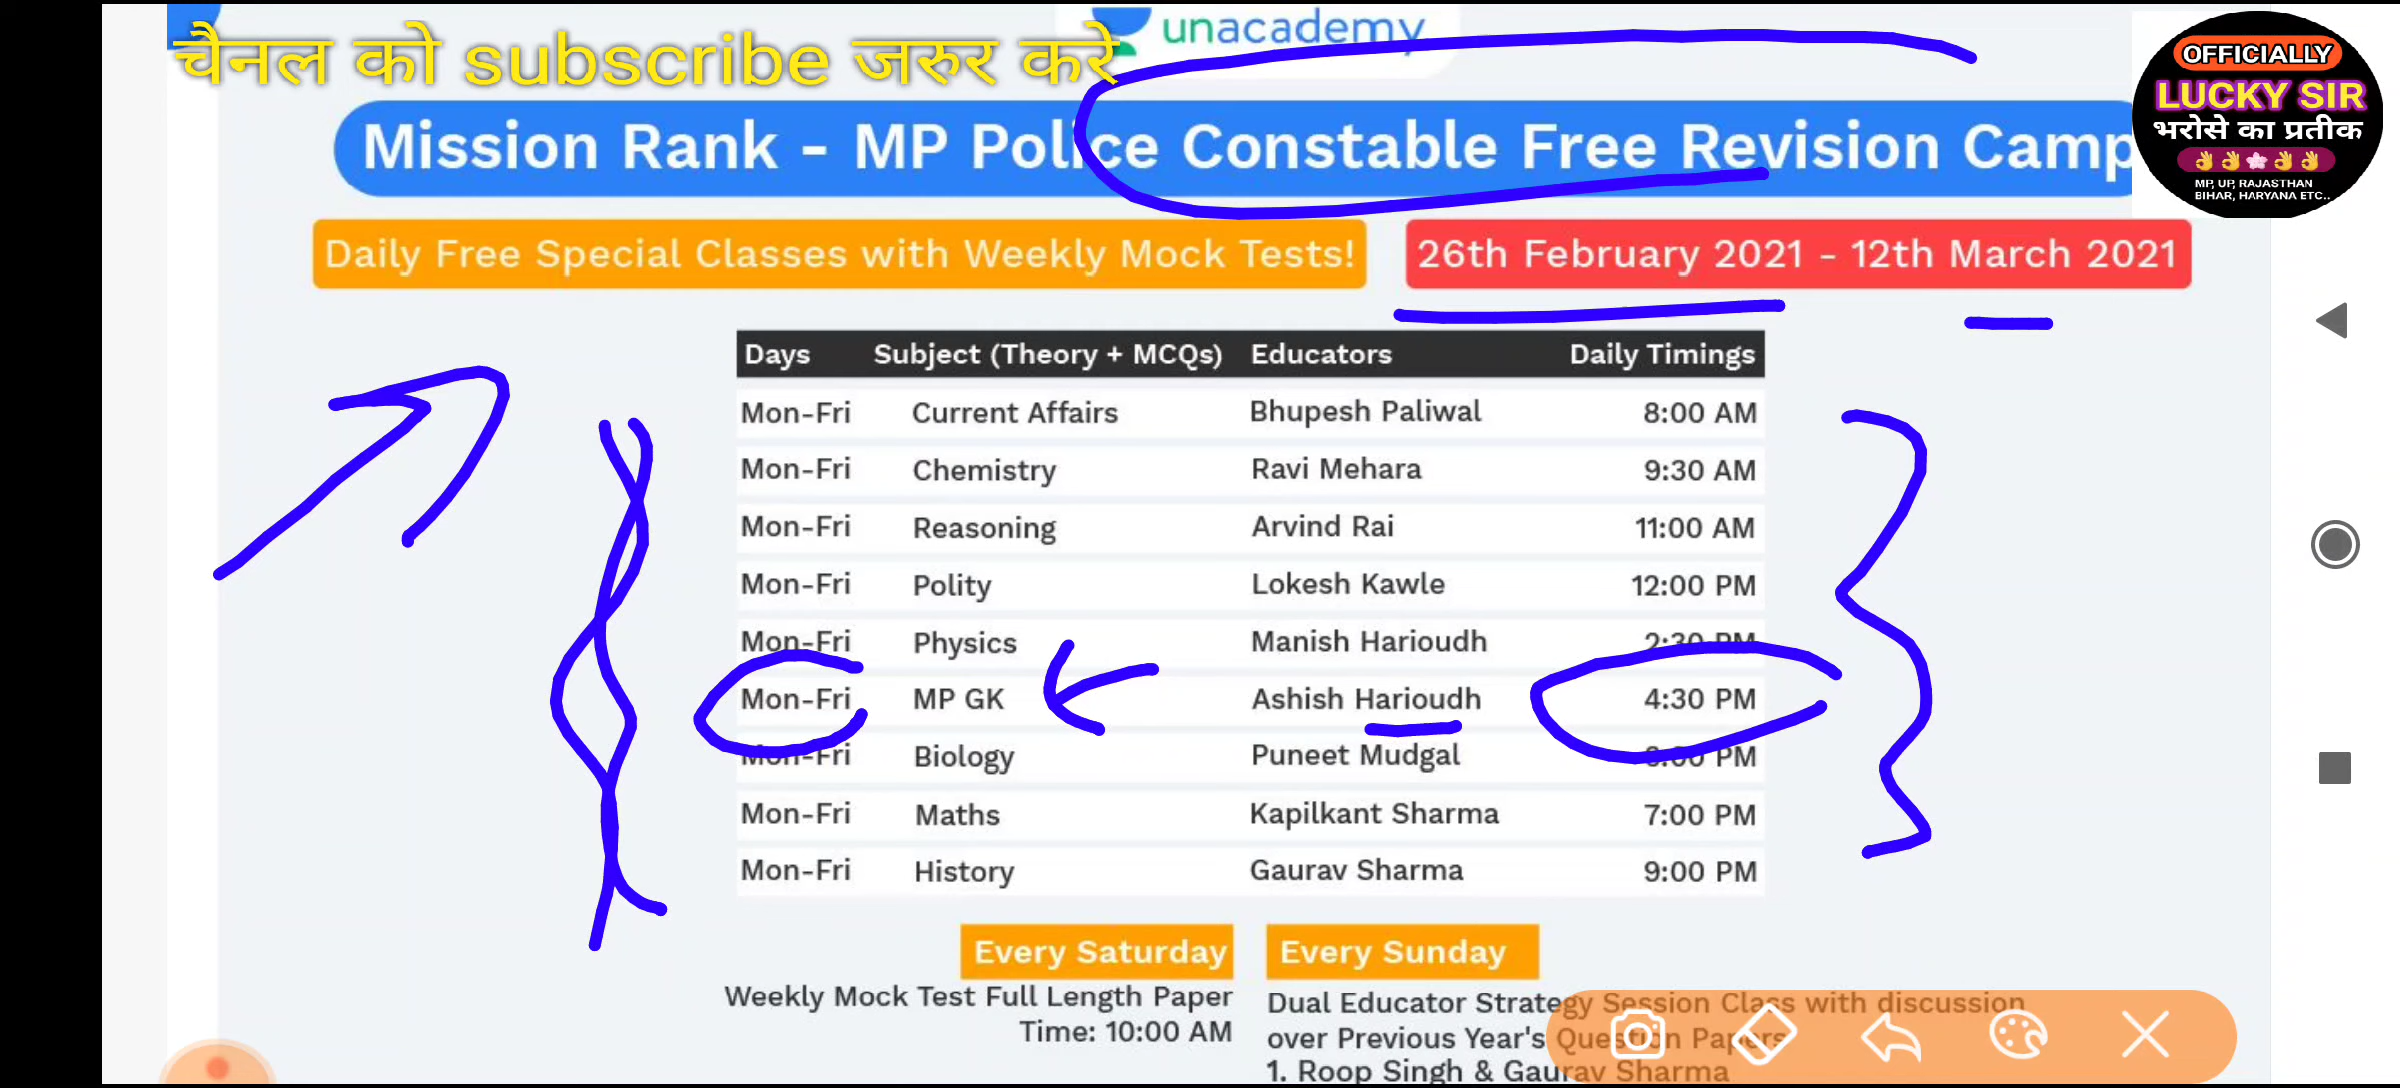 चैनल को subscribe जरुर करे
unacademy
OFFICIALLY
LUCKY SIR
भरोसे का प्रतीक
MP, UP, RAJASTHAN
BIHAR, HARYANA ETC..
Mission Rank - MP Police Constable Free Revision Camp
Daily Free Special Classes with Weekly Mock Tests!
26th February 2021 - 12th March 2021
Days Subject (Theory + MCQs) Educators Daily Timings
Mon-Fri Current Affairs Bhupesh Paliwal 8:00 AM
Mon-Fri Chemistry Ravi Mehara 9:30 AM
Mon-Fri Reasoning Arvind Rai 11:00 AM
Mon-Fri Polity Lokesh Kawle 12:00 PM
Mon-Fri Physics Manish Harioudh 2:30 PM
Mon-Fri MP GK Ashish Harioudh 4:30 PM
Mon-Fri Biology Puneet Mudgal PM
Mon-Fri Maths Kapilkant Sharma 7:00 PM
Mon-Fri History Gaurav Sharma 9:00 PM
Every Saturday
Weekly Mock Test Full Length Paper
Time: 10:00 AM
Every Sunday
Dual Educator Strategy Session Class with discussion
over Previous Year's Question Papers
1. Roop Singh & Gaurav Sharma